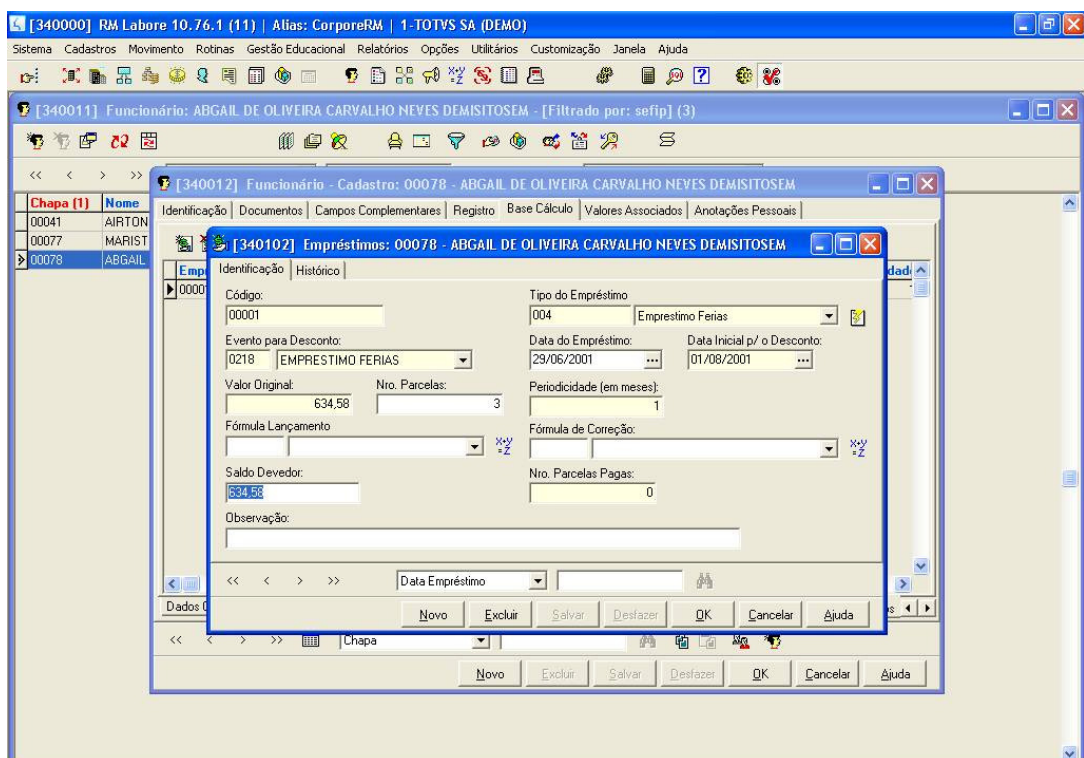 [340000] RM Labore 10.76.1 (11) | Alias: CorporeRM | 1-TOTVS SA (DEMO)
Sistema Cadastros Movimento Rotinas Gestão Educacional Relatórios Opções Utilitários Customização Janela Ajuda
[340011] Funcionário: ABGAIL DE OLIVEIRA CARVALHO NEVES DEMISITOSEM - [Filtrado por: sefip] (3)
<< < > >>
[340012] Funcionário - Cadastro: 00078 - ABGAIL DE OLIVEIRA CARVALHO NEVES DEMISITOSEM
Chapa (1) Nome
Identificação Documentos Campos Complementares Registro Base Cálculo Valores Associados Anotações Pessoais
00041 AIRTON
00077 MARIST
00078 ABGAIL
[340102] Empréstimos: 00078 - ABGAIL DE OLIVEIRA CARVALHO NEVES DEMISITOSEM
Identificação Histórico
Código: Tipo do Empréstimo
00001 004 Emprestimo Ferias
Evento para Desconto: Data do Empréstimo: Data Inicial p/ o Desconto:
0218 EMPRESTIMO FERIAS 29/06/2001 ... 01/08/2001 ...
Valor Original: Nro. Parcelas: Periodicidade (em meses):
634,58 3 1
Fórmula Lançamento Fórmula de Correção:
X+Y =Z X+Y =Z
Saldo Devedor: Nro. Parcelas Pagas:
634,58 0
Observação:
<< < > >> Data Empréstimo
Novo Excluir Salvar Desfazer OK Cancelar Ajuda
<< < > >> Chapa
Novo Excluir Salvar Desfazer OK Cancelar Ajuda